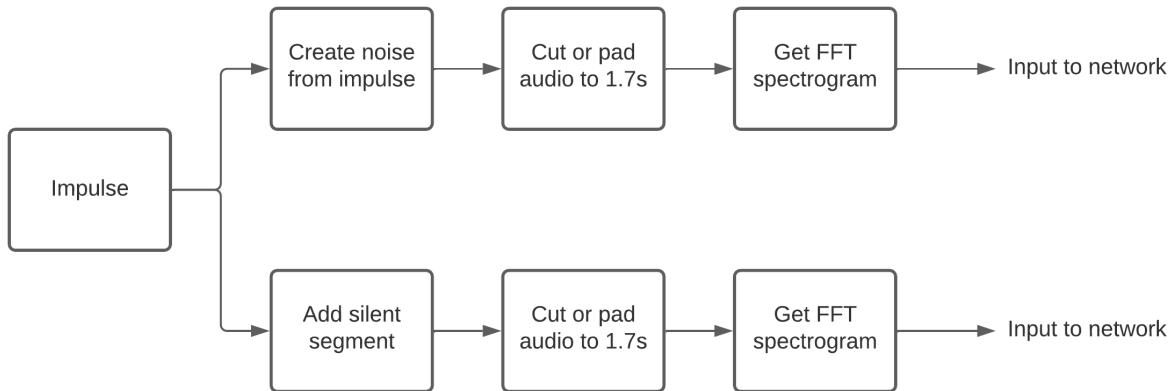 Impulse
Create noise
from impulse
Cut or pad
audio to 1.7s
Get FFT
spectrogram
Input to network
Add silent
segment
Cut or pad
audio to 1.7s
Get FFT
spectrogram
Input to network